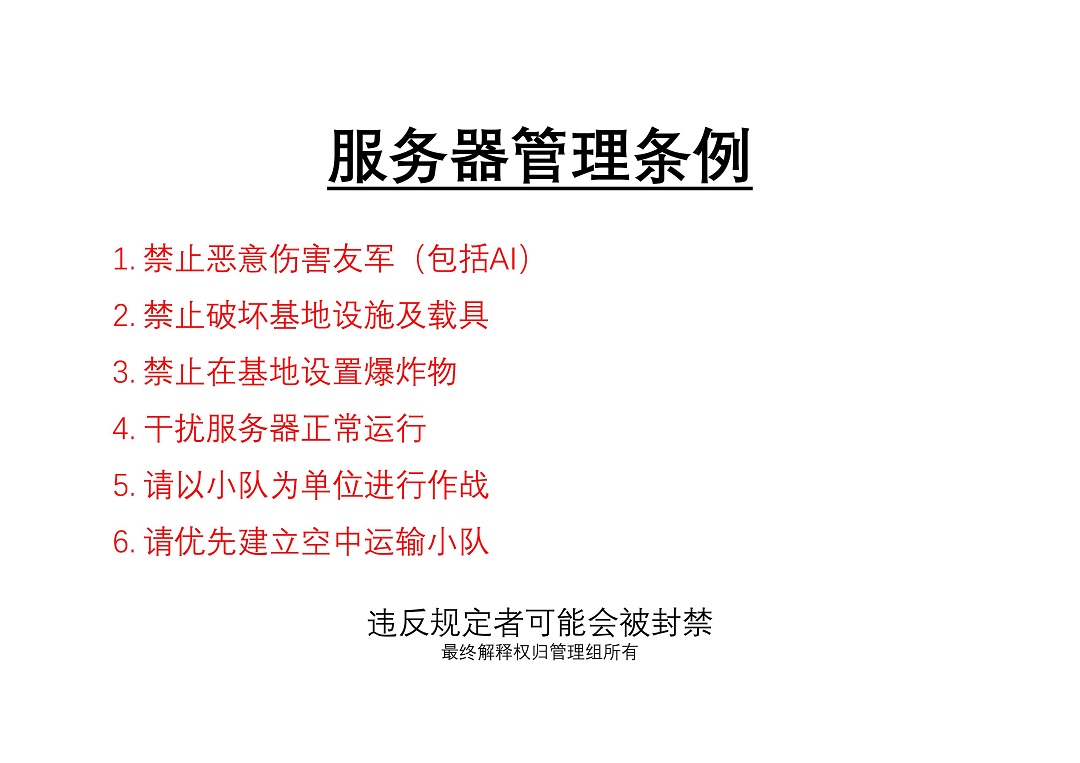 服务器管理条例
1. 禁止恶意伤害友军（包括AI）
2. 禁止破坏基地设施及载具
3. 禁止在基地设置爆炸物
4. 干扰服务器正常运行
5. 请以小队为单位进行作战
6. 请优先建立空中运输小队
违反规定者可能会被封禁
最终解释权归管理组所有